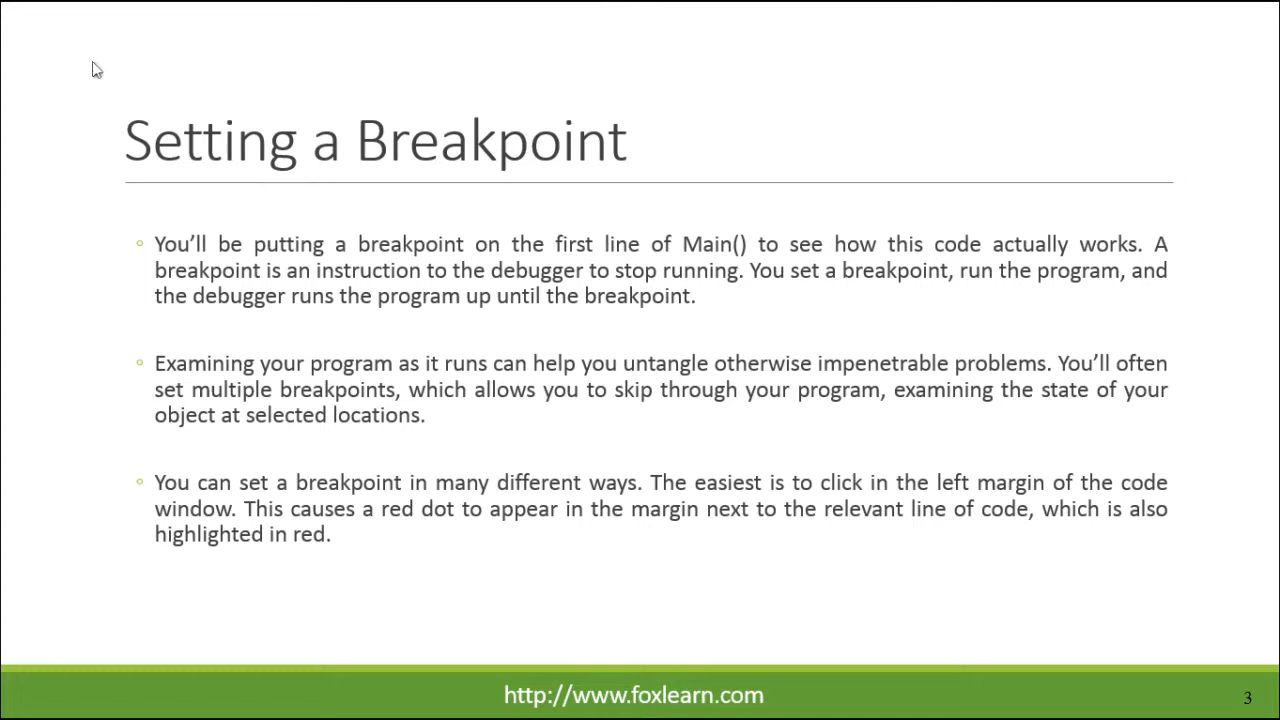 Setting a Breakpoint
◦ You’ll be putting a breakpoint on the first line of Main() to see how this code actually works. A
breakpoint is an instruction to the debugger to stop running. You set a breakpoint, run the program, and
the debugger runs the program up until the breakpoint.
◦ Examining your program as it runs can help you untangle otherwise impenetrable problems. You’ll often
set multiple breakpoints, which allows you to skip through your program, examining the state of your
object at selected locations.
◦ You can set a breakpoint in many different ways. The easiest is to click in the left margin of the code
window. This causes a red dot to appear in the margin next to the relevant line of code, which is also
highlighted in red.
http://www.foxlearn.com
3